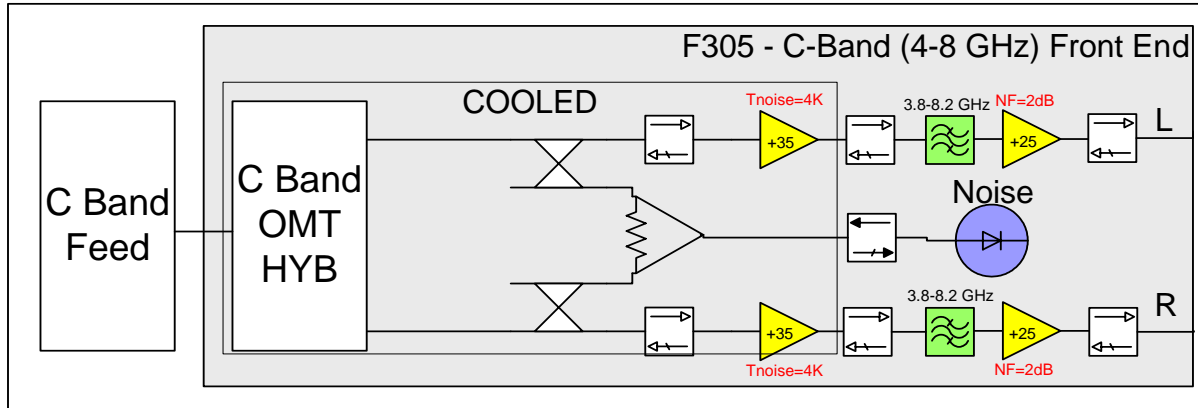 F305 - C-Band (4-8 GHz) Front End
COOLED
Tnoise=4K
3.8-8.2 GHz
NF=2dB
+35
+25
L
C Band
Feed
C Band
OMT
HYB
Noise
3.8-8.2 GHz
R
+35
+25
Tnoise=4K
NF=2dB